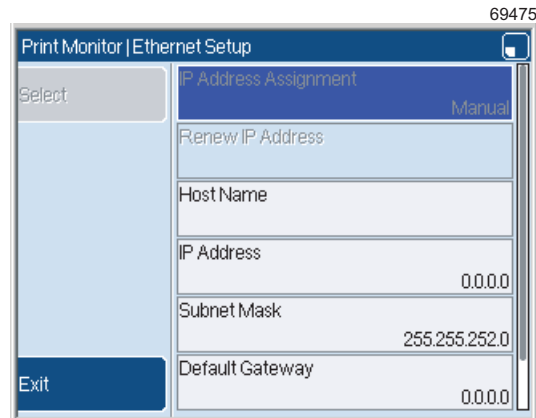 69475
Print Monitor | Ethernet Setup
Select
IP Address Assignment
Manual
Renew IP Address
Host Name
IP Address
0.0.0.0
Subnet Mask
255.255.252.0
Default Gateway
0.0.0.0
Exit